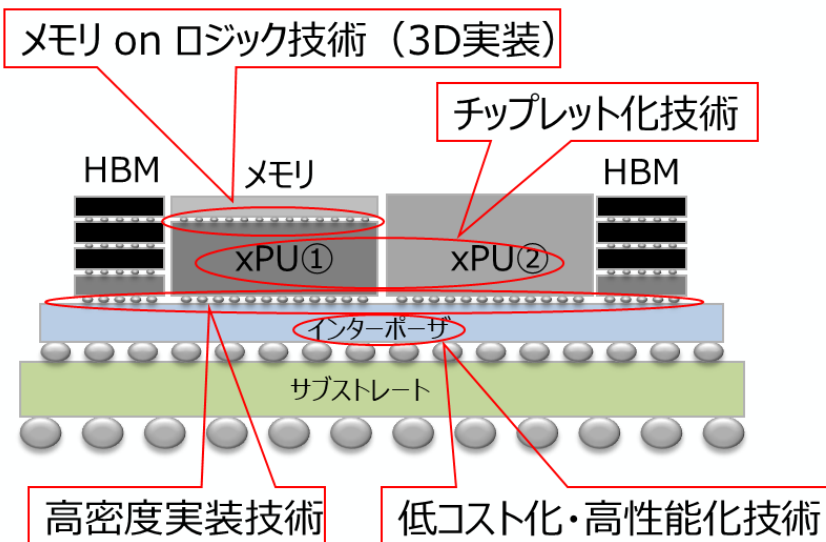 メモリ on ロジック技術（3D実装）
チップレット化技術
HBM
メモリ
HBM
xPU①
xPU②
インターポーザ
サブストレート
高密度実装技術
低コスト化・高性能化技術